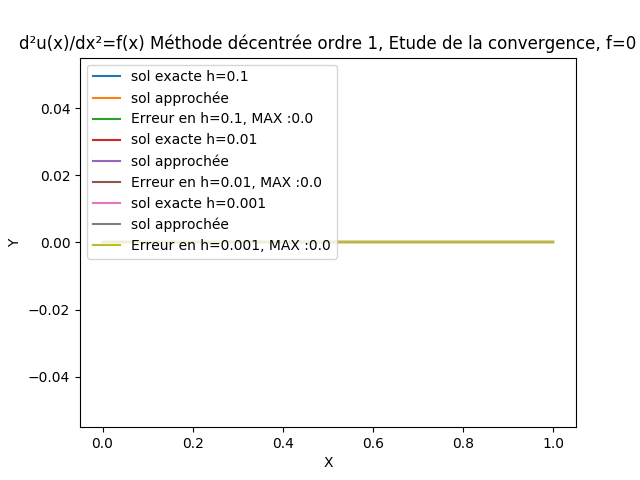 d²u(x)/dx²=f(x) Méthode décentrée ordre 1, Etude de la convergence, f=0
sol exacte h=0.1
sol approchée
Erreur en h=0.1, MAX :0.0
sol exacte h=0.01
sol approchée
Erreur en h=0.01, MAX :0.0
sol exacte h=0.001
sol approchée
Erreur en h=0.001, MAX :0.0
0.04
0.02
0.00
−0.02
−0.04
Y
0.0 0.2 0.4 0.6 0.8 1.0
X